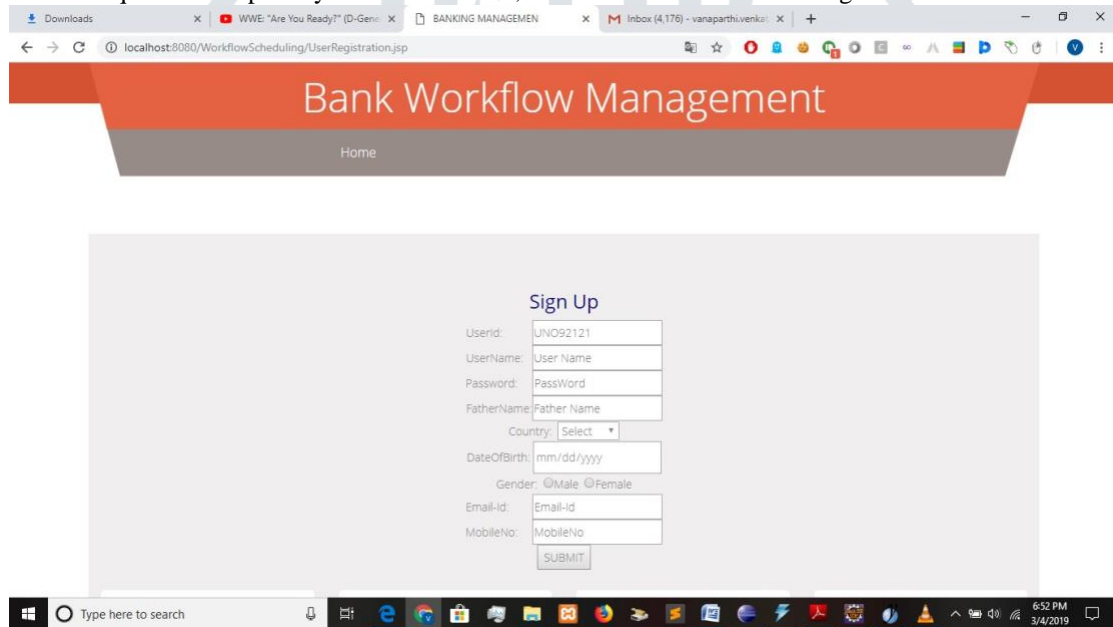 Downloads
WWE: "Are You Ready?" (D-Gene
BANKING MANAGEMEN
Inbox (4,176) - vanaparthi.venkat
localhost:8080/WorkflowScheduling/UserRegistration.jsp
Bank Workflow Management
Home
Sign Up
UserId: UNO92121
UserName: User Name
Password: PassWord
FatherName: Father Name
Country: Select
DateOfBirth: mm/dd/yyyy
Gender: Male Female
Email-Id: Email-Id
MobileNo: MobileNo
SUBMIT
Type here to search
6:52 PM
3/4/2019